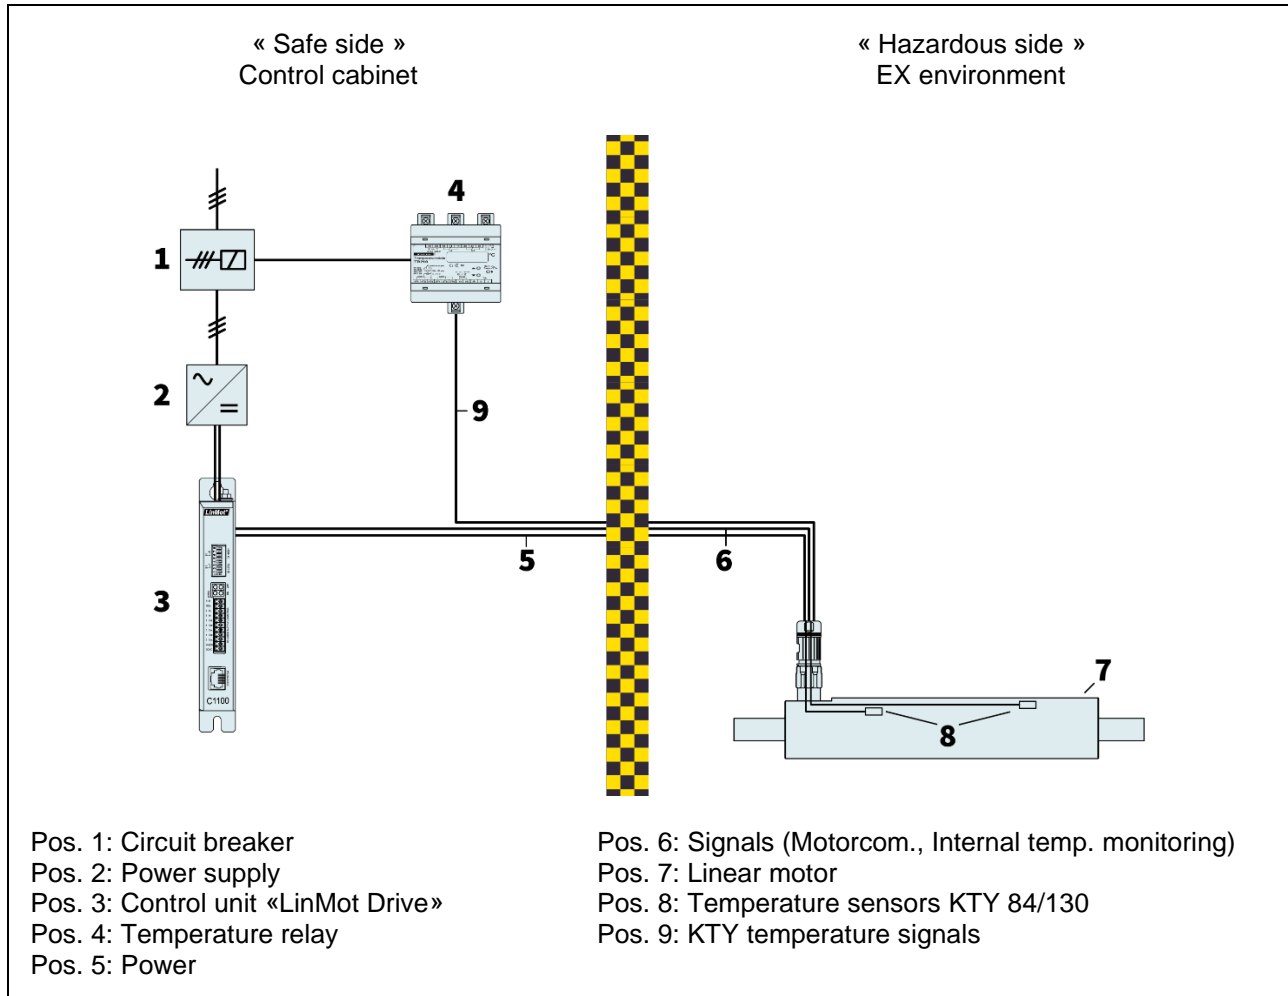 « Safe side »
Control cabinet
« Hazardous side »
EX environment
4
1
°C
2
9
LinMot
5
6
3
7
C1100
8
Pos. 1: Circuit breaker
Pos. 2: Power supply
Pos. 3: Control unit «LinMot Drive»
Pos. 4: Temperature relay
Pos. 5: Power
Pos. 6: Signals (Motorcom., Internal temp. monitoring)
Pos. 7: Linear motor
Pos. 8: Temperature sensors KTY 84/130
Pos. 9: KTY temperature signals